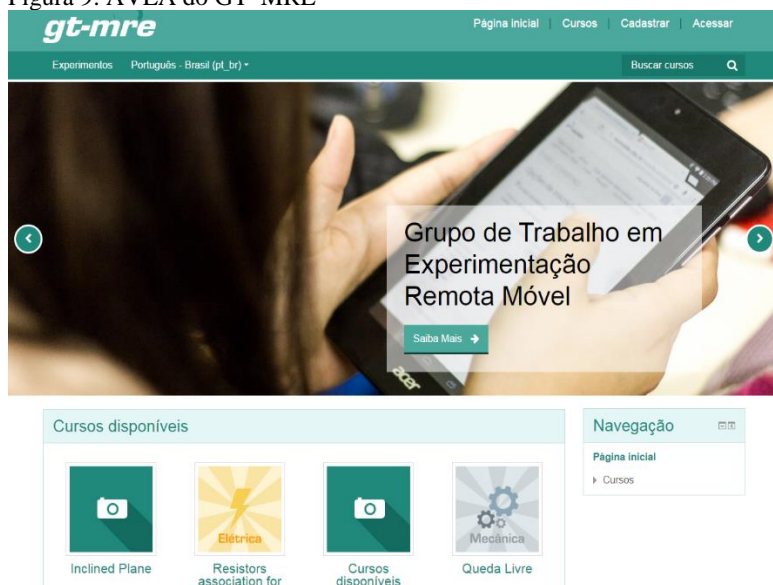 Figura 9: AVEA do GT-MRE
gt-mre
Página inicial | Cursos | Cadastrar | Acessar
Experimentos Português - Brasil (pt_br)
Buscar cursos
Grupo de Trabalho em
Experimentação
Remota Móvel
Saiba Mais
acer
Cursos disponíveis
Elétrica
Mecânica
Inclined Plane
Resistors
association for
Cursos
disponíveis
Queda Livre
Navegação
Página inicial
Cursos